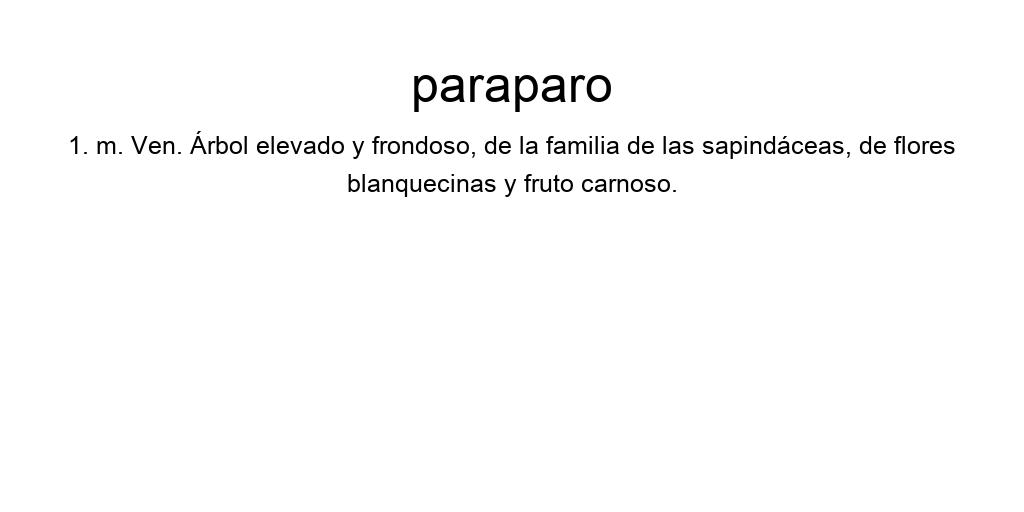 paraparo
1. m. Ven. Árbol elevado y frondoso, de la familia de las sapindáceas, de flores
blanquecinas y fruto carnoso.